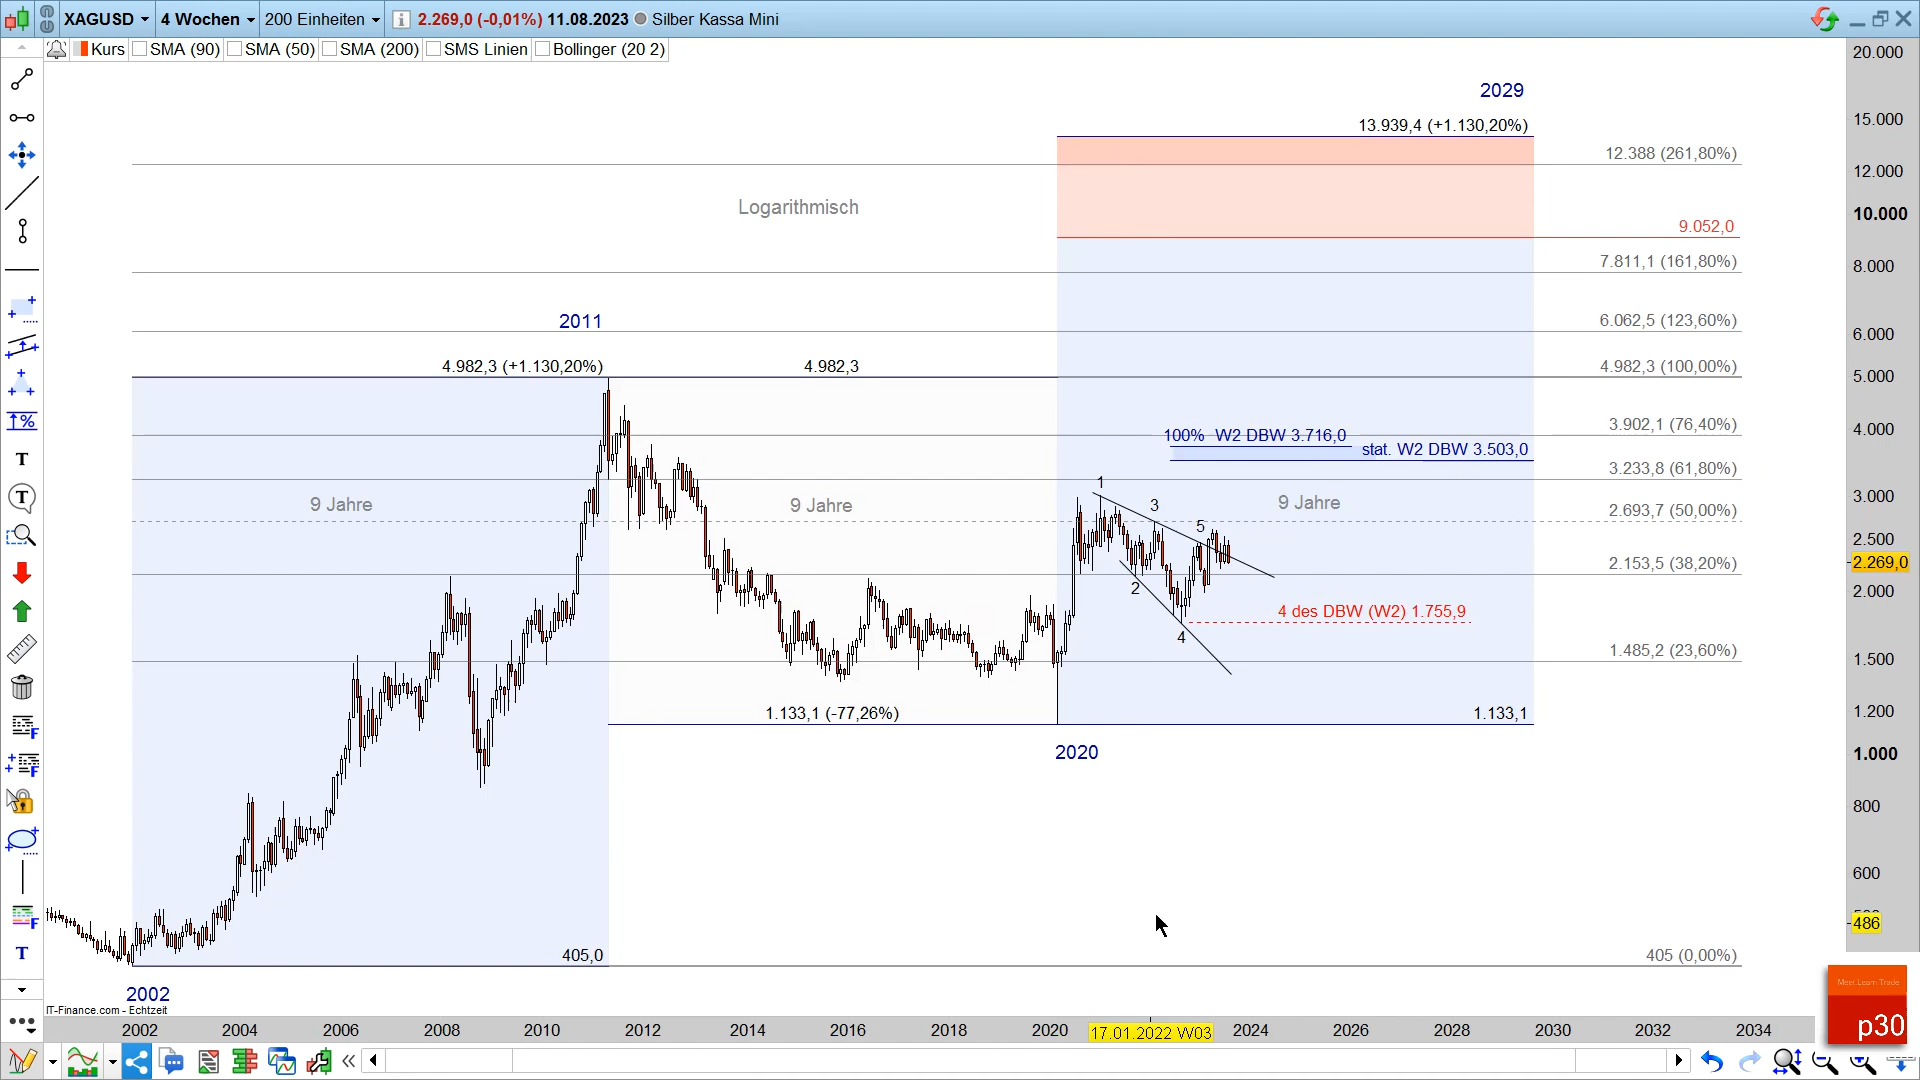 XAGUSD 4 Wochen 200 Einheiten i 2.269,0 (-0,01%) 11.08.2023 Silber Kassa Mini
Kurs SMA (90) SMA (50) SMA (200) SMS Linien Bollinger (20 2)
20.000
2029
13.939,4 (+1.130,20%)
15.000
12.388 (261,80%)
12.000
Logarithmisch
10.000
9.052,0
7.811,1 (161,80%)
8.000
2011
6.062,5 (123,60%)
6.000
4.982,3 (+1.130,20%) 4.982,3 4.982,3 (100,00%)
5.000
3.902,1 (76,40%)
4.000
100% W2 DBW 3.716,0
stat. W2 DBW 3.503,0
3.233,8 (61,80%)
1
3.000
9 Jahre 9 Jahre 3 9 Jahre
2.693,7 (50,00%)
5
2.500
2.153,5 (38,20%) 2.269,0
2
2.000
4 des DBW (W2) 1.755,9
4
1.485,2 (23,60%)
1.500
1.133,1 (-77,26%) 1.133,1
1.200
2020
1.000
800
600
486
405,0 405 (0,00%)
2002
IT-Finance.com - Echtzeit
Meet Learn Trade
p30
2002 2004 2006 2008 2010 2012 2014 2016 2018 2020 17.01.2022 W03 2024 2026 2028 2030 2032 2034